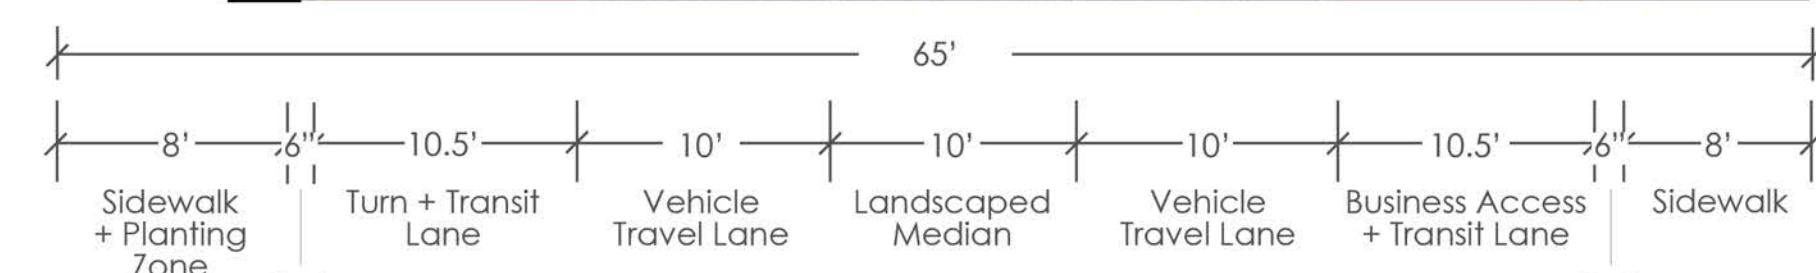 65’
8’ 6” 10.5’ 10’ 10’ 10’ 10.5’ 6” 8’
Sidewalk
+ Planting
Zone
Turn + Transit
Lane
Vehicle
Travel Lane
Landscaped
Median
Vehicle
Travel Lane
Business Access
+ Transit Lane
Sidewalk